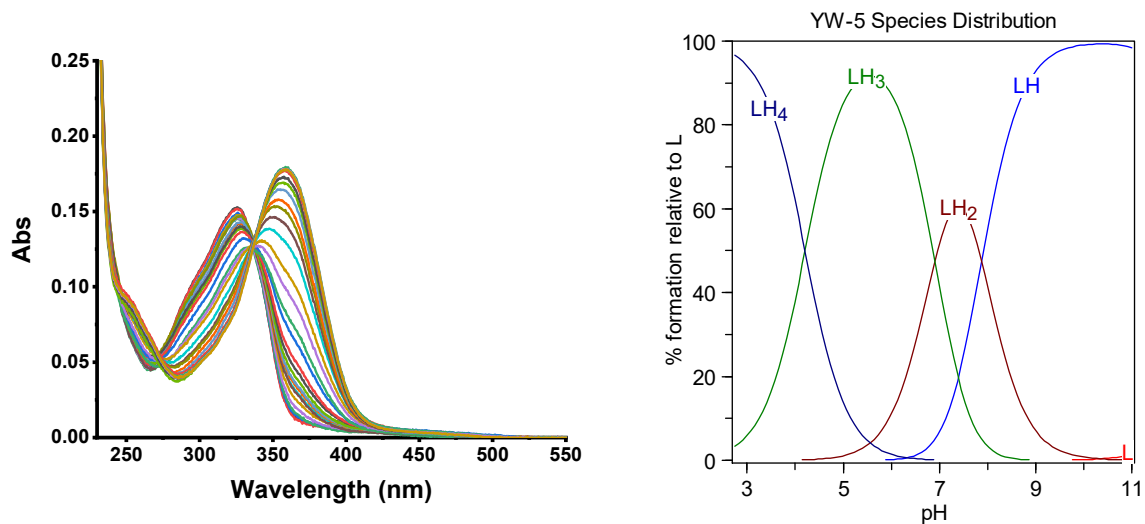 0.25
0.20
0.15
0.10
0.05
0.00
Abs
250 300 350 400 450 500 550
Wavelength (nm)
YW-5 Species Distribution
100
80
60
40
20
0
% formation relative to L
LH4
LH3
LH2
LH
L
3 5 7 9 11
pH